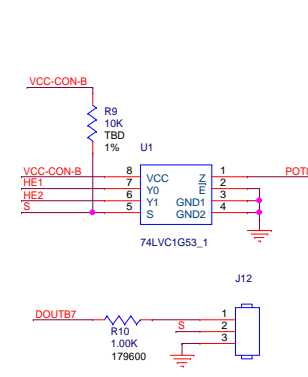 VCC-CON-B
R9
10K
TBD
1%
U1
VCC-CON-B 8 VCC Z 1 POT8
HE1 7 Y0 E 2
HE2 6 Y1 GND1 3
S 5 S GND2 4
74LVC1G53_1
J12
DOUTB7 1
S 2
R10 3
1.00K
179600